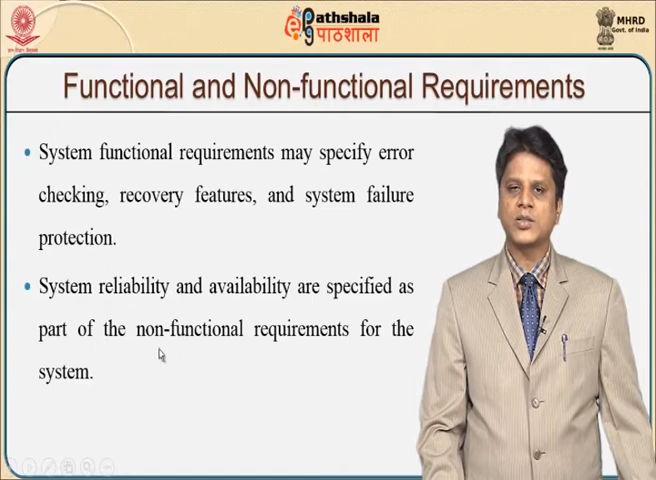 ePathshala
पाठशाला
MHRD
Govt. of India
Functional and Non-functional Requirements
• System functional requirements may specify error
checking, recovery features, and system failure
protection.
• System reliability and availability are specified as
part of the non-functional requirements for the
system.